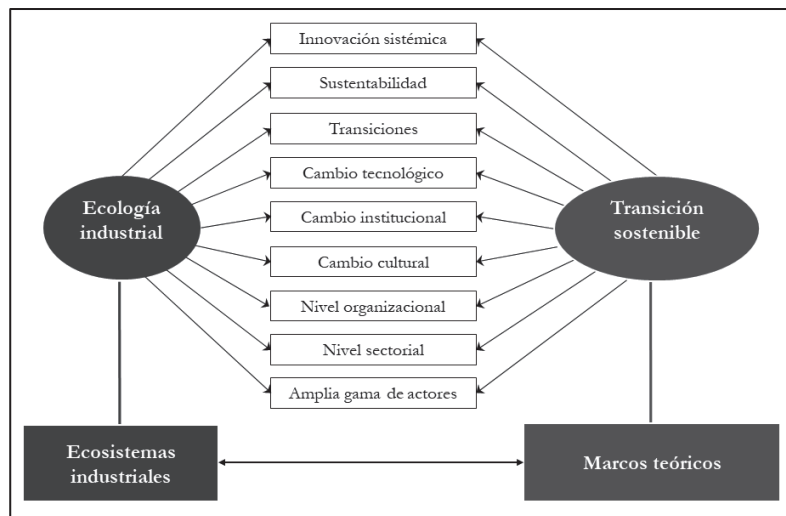 Innovación sistémica
Sustentabilidad
Transiciones
Cambio tecnológico
Cambio institucional
Cambio cultural
Nivel organizacional
Nivel sectorial
Amplia gama de actores
Ecología
industrial
Transición
sostenible
Ecosistemas
industriales
Marcos teóricos